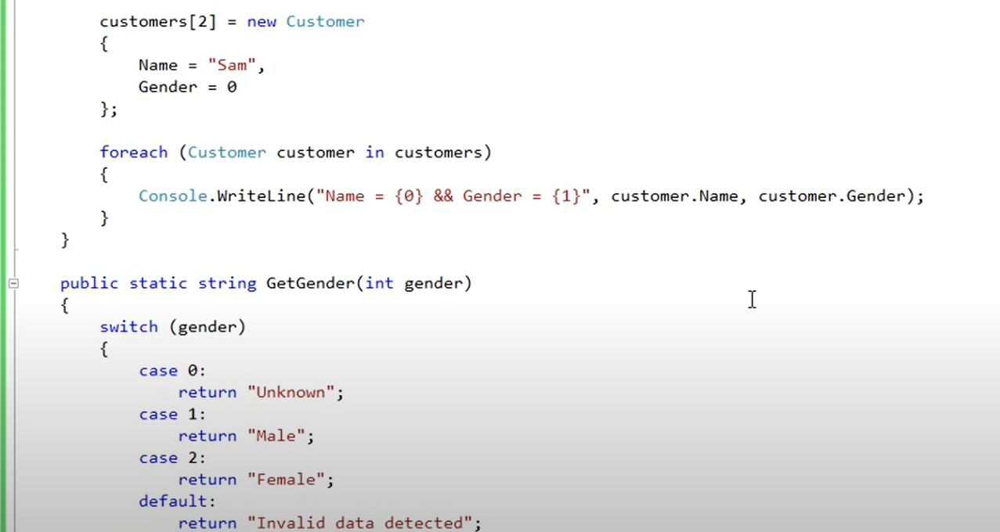 customers[2] = new Customer
{
Name = "Sam",
Gender = 0
};
foreach (Customer customer in customers)
{
Console.WriteLine("Name = {0} && Gender = {1}", customer.Name, customer.Gender);
}
}
public static string GetGender(int gender)
{
switch (gender)
{
case 0:
return "Unknown";
case 1:
return "Male";
case 2:
return "Female";
default:
return "Invalid data detected";